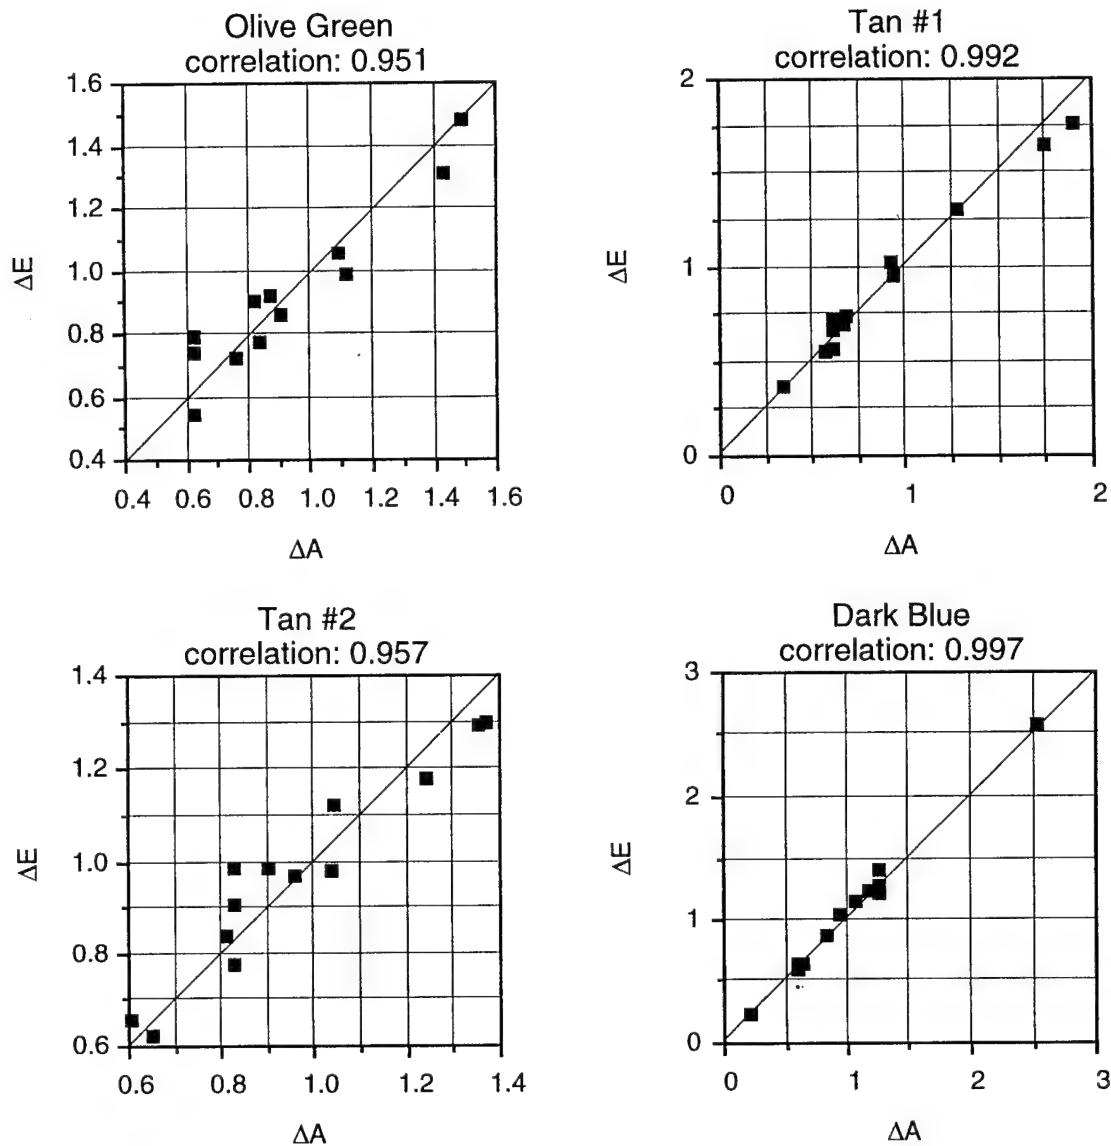 Olive Green
correlation: 0.951
1.6
1.4
1.2
1.0
0.8
0.6
0.4
ΔE
0.4 0.6 0.8 1.0 1.2 1.4 1.6
ΔA
Tan #1
correlation: 0.992
2
1
0
ΔE
0 1 2
ΔA
Tan #2
correlation: 0.957
1.4
1.2
1.0
0.8
0.6
ΔE
0.6 0.8 1.0 1.2 1.4
ΔA
Dark Blue
correlation: 0.997
3
2
1
0
ΔE
0 1 2 3
ΔA